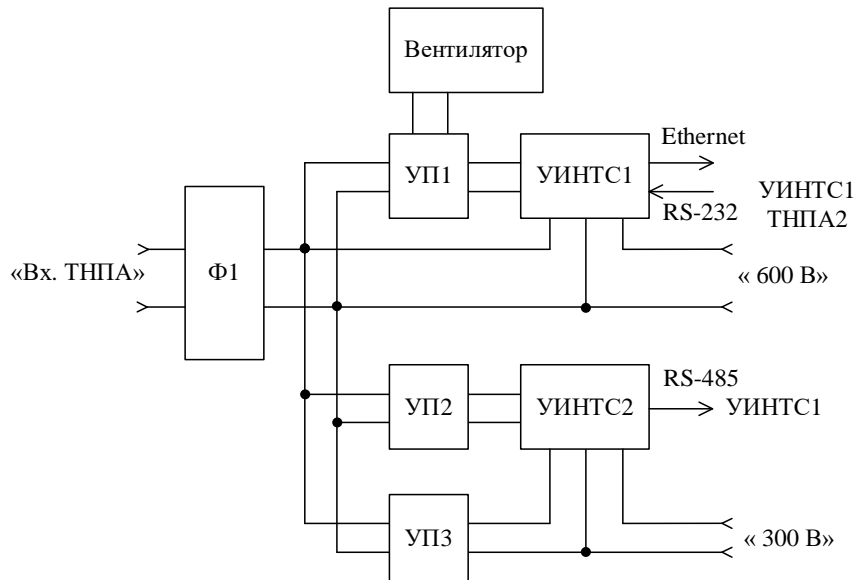 Вентилятор
Ethernet
УП1
УИНТС1
УИНТС1
RS-232
ТНПА2
«Вх. ТНПА»
Ф1
« 600 В»
RS-485
УП2
УИНТС2
УИНТС1
УП3
« 300 В»